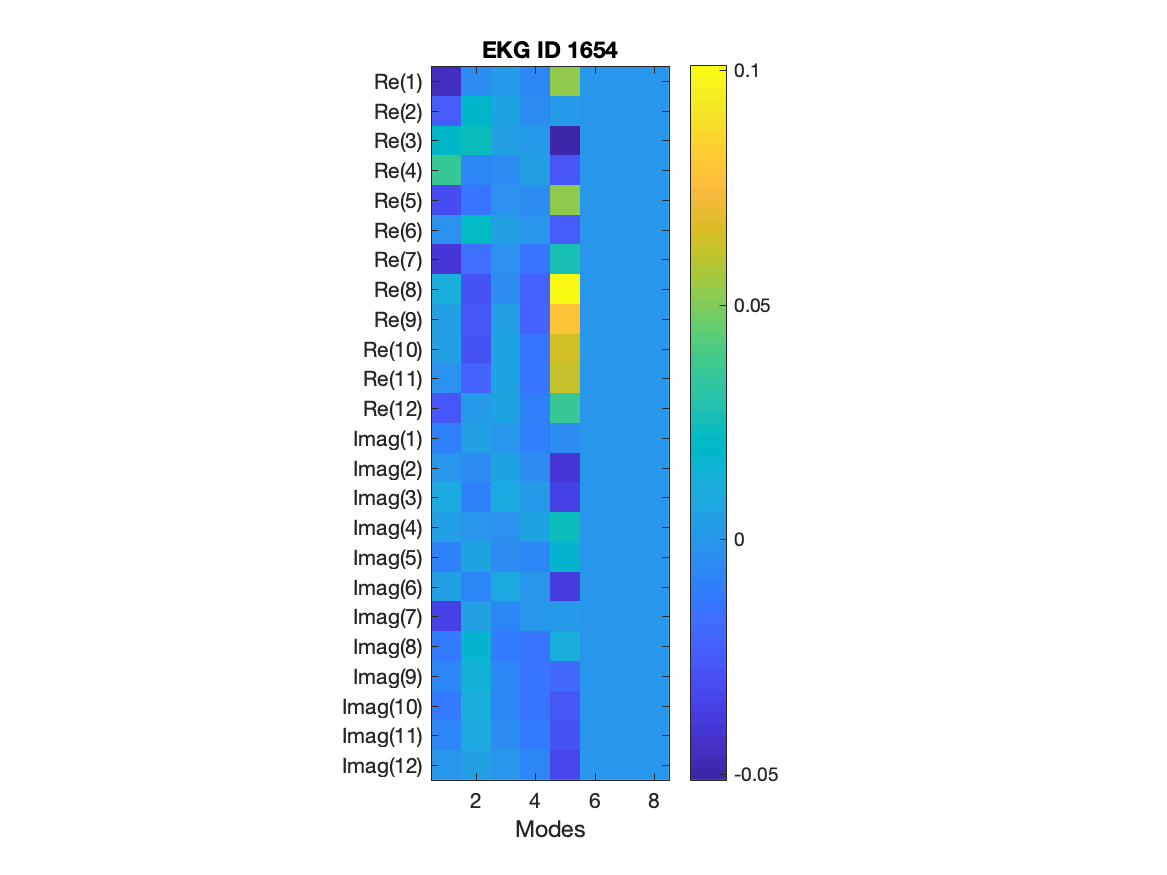 EKG ID 1654
Re(1)
Re(2)
Re(3)
Re(4)
Re(5)
Re(6)
Re(7)
Re(8)
Re(9)
Re(10)
Re(11)
Re(12)
Imag(1)
Imag(2)
Imag(3)
Imag(4)
Imag(5)
Imag(6)
Imag(7)
Imag(8)
Imag(9)
Imag(10)
Imag(11)
Imag(12)
2 4 6 8
Modes
0.1
0.05
0
-0.05